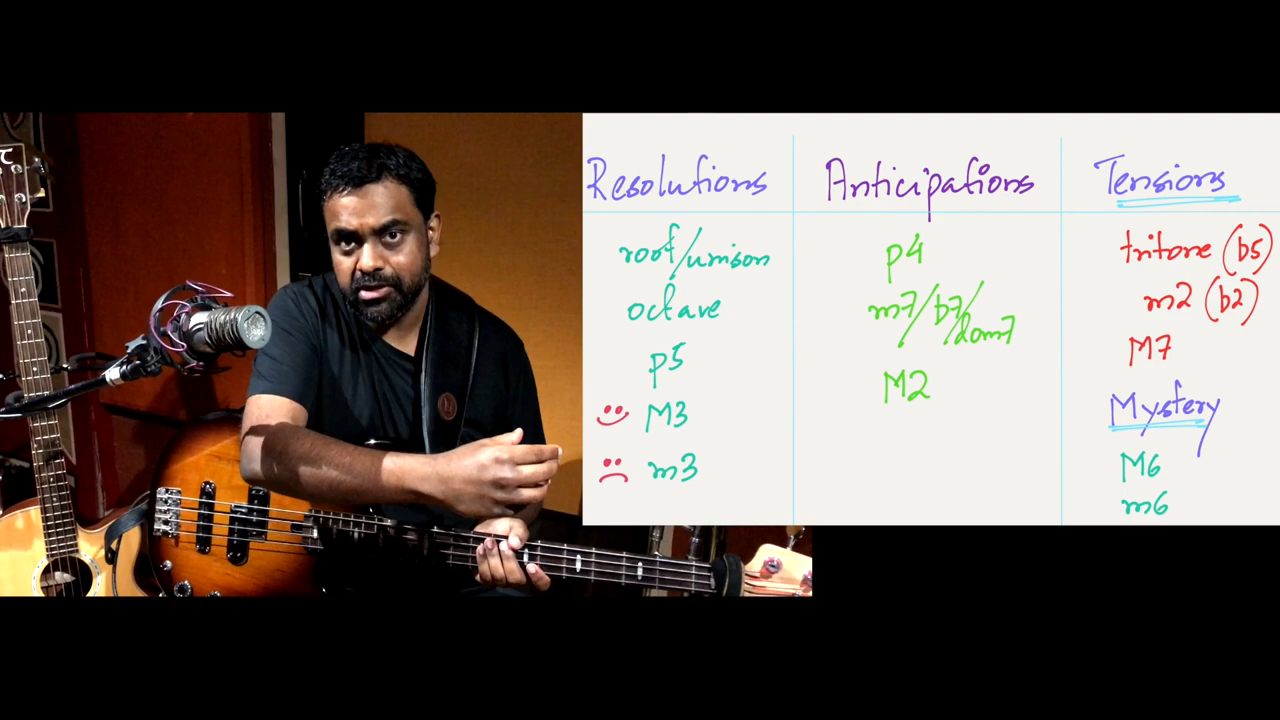 Resolutions
root/unison
octave
p5
M3
m3
Anticipations
p4
m7/b7/dom7
M2
Tensions
tritone (b5)
m2 (b2)
M7
Mystery
M6
m6